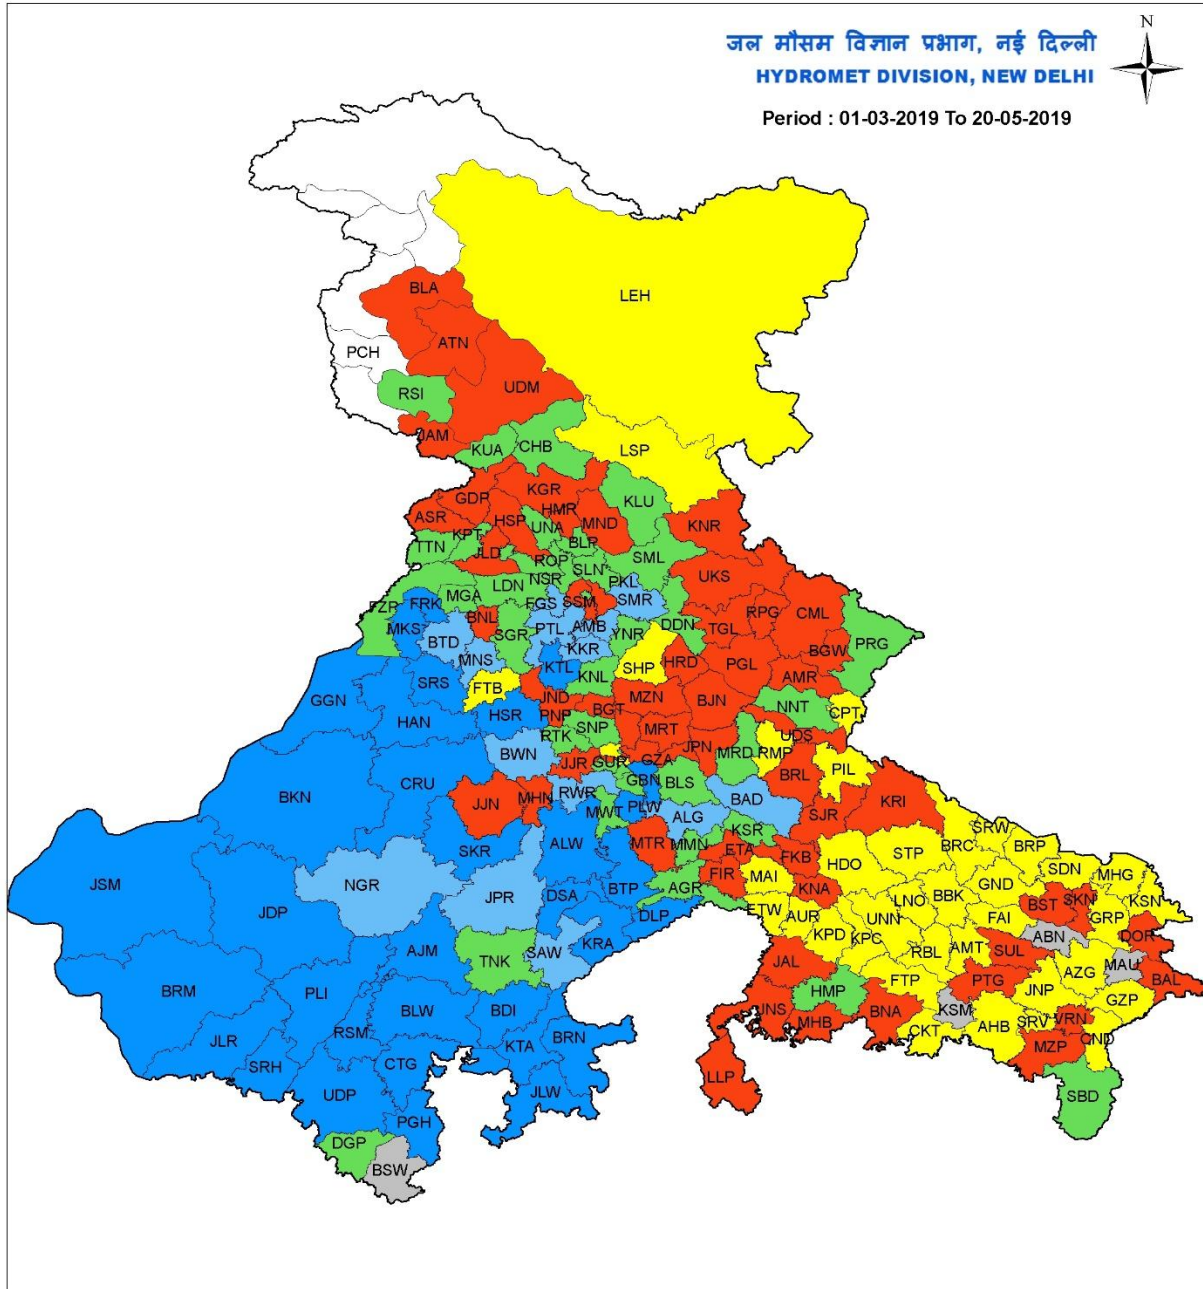 N
जल मौसम विज्ञान प्रभाग, नई दिल्ली
HYDROMET DIVISION, NEW DELHI
Period : 01-03-2019 To 20-05-2019
LEH
BLA
ATN
PCH
UDM
RSI
JAM
KUA CHB
LSP
KGR
KLU
GDP
HMR
ASR
HSP
UNA
MND
KNR
KPT
TTN
BLP
JLD
ROP
SLN
SML
UKS
LDN
NSR
PKL
RPG
CML
MGA
FZR
FRK
FGS
SSM
SMR
BNL
TGL
MKS
BTD
SGR
PTL
AMB
YNR
DDN
BGW
PRG
KKR
MNS
KTL
SHP
HRD
PGL
SRS
FTB
KNL
AMR
GGN
JND
MZN
BJN
NNT
CPT
HAN
HSR
PNP
BGT
RTK
SNP
MRT
UDS
BWN
JPN
MRD
RMP
GUR
GZA
PIL
JJR
BRL
CRU
GBN
BLS
BKN
JJN
MHN
RWR
BAD
KRI
MWT
PLW
ALG
SJR
KSR
SRW
SKR
ALW
MTR
MMN
ETA
FKB
STP
BRC
BRP
HDO
SDN
MHG
JSM
NGR
FIR
MAI
GND
JPR
DSA
BTP
AGR
KNA
LNO
BBK
BST
SKN
KSN
JDP
DLP
ETW
AUR
UNN
FAI
GRP
KPD
KPC
ABN
DOR
AJM
SAW
KRA
RBL
AMT
SUL
TNK
JAL
MAU
AZG
BRM
PLI
HMP
FTP
PTG
BAL
JNP
BLW
BDI
JNS
MHB
BNA
KSM
GZP
RSM
CKT
AHB
SRV
VRN
JLR
KTA
BRN
CND
MZP
SRH
CTG
LLP
UDP
JLW
SBD
PGH
DGP
BSW